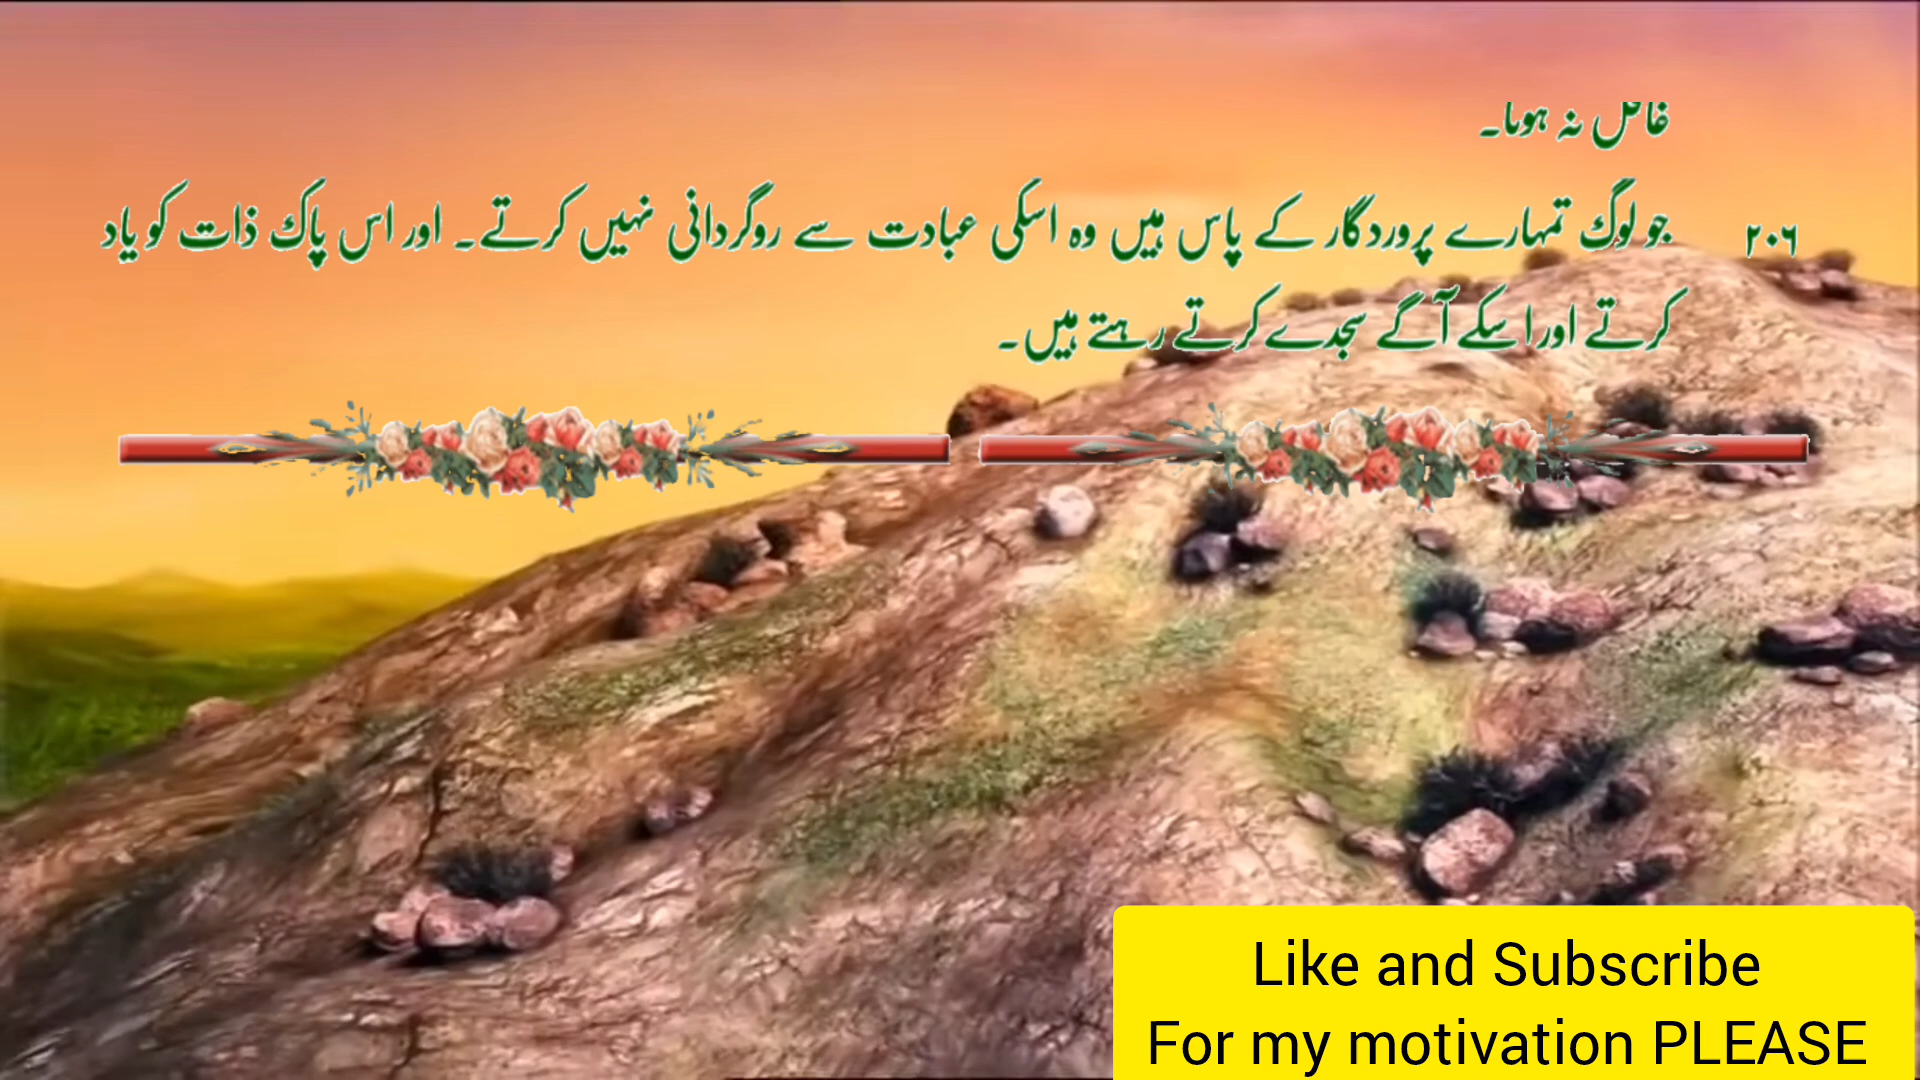 غافل نہ ہونا۔
۲۰۶ جو لوگ تمہارے پروردگار کے پاس ہیں وہ اسکی عبادت سے روگردانی نہیں کرتے۔ اور اس پاک ذات کو یاد
کرتے اور اسکے آگے سجدے کرتے رہتے ہیں۔
Like and Subscribe
For my motivation PLEASE